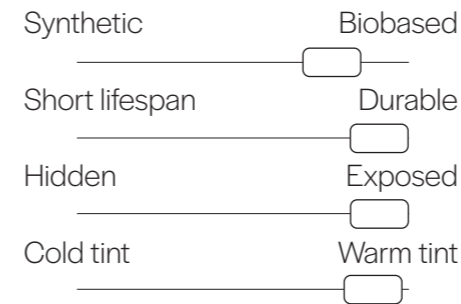 Synthetic Biobased
Short lifespan Durable
Hidden Exposed
Cold tint Warm tint